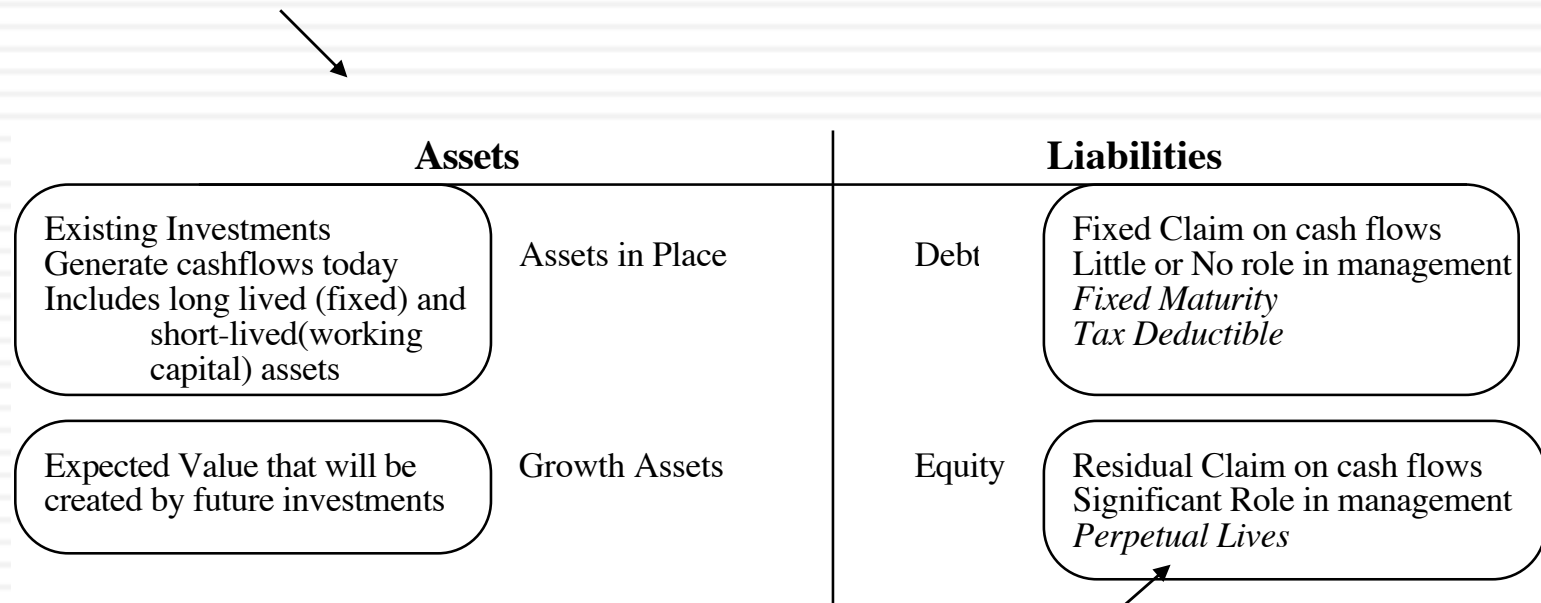 Assets
Liabilities
Existing Investments
Generate cashflows today
Includes long lived (fixed) and
short-lived(working
capital) assets
Assets in Place
Debt
Fixed Claim on cash flows
Little or No role in management
Fixed Maturity
Tax Deductible
Expected Value that will be
created by future investments
Growth Assets
Equity
Residual Claim on cash flows
Significant Role in management
Perpetual Lives